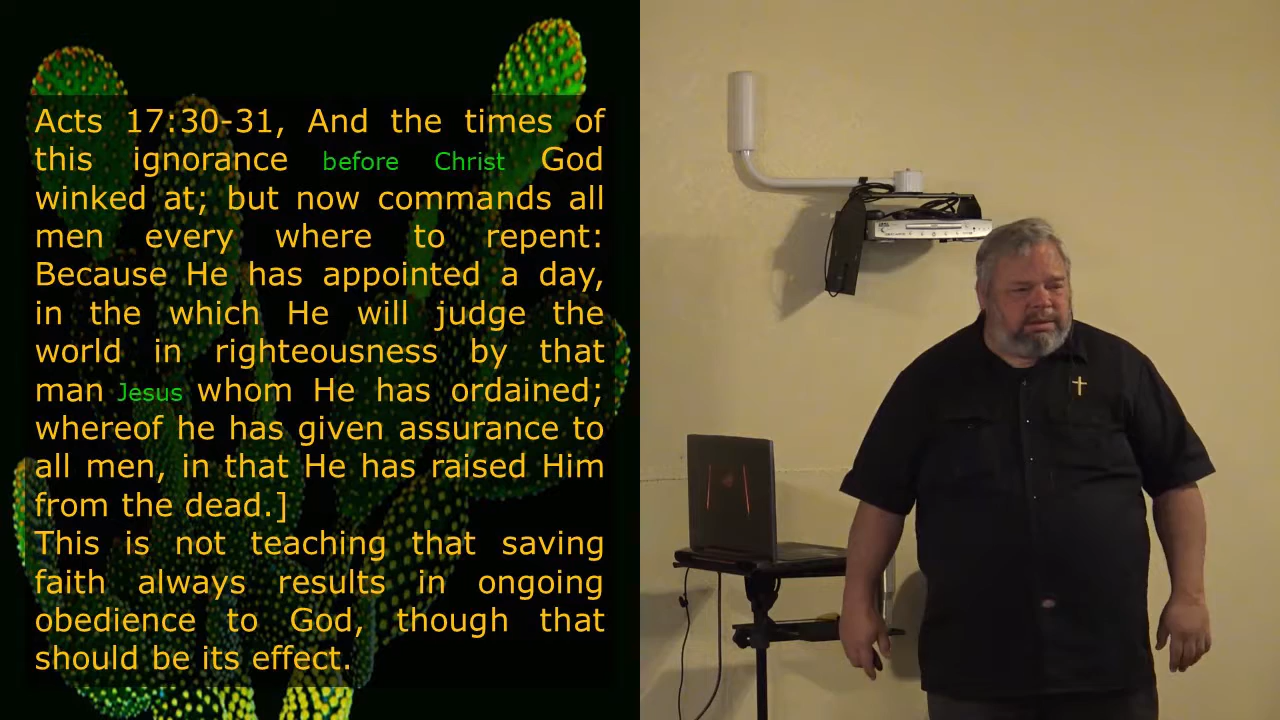 Acts 17:30-31, And the times of
this ignorance before Christ God
winked at; but now commands all
men every where to repent:
Because He has appointed a day,
in the which He will judge the
world in righteousness by that
man Jesus whom He has ordained;
whereof he has given assurance to
all men, in that He has raised Him
from the dead.]
This is not teaching that saving
faith always results in ongoing
obedience to God, though that
should be its effect.